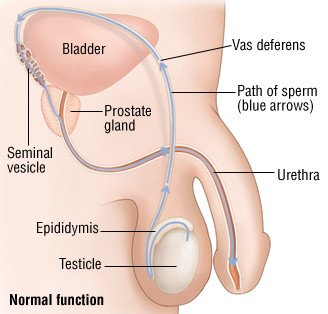 Bladder
Vas deferens
Path of sperm
(blue arrows)
Prostate
gland
Seminal
vesicle
Urethra
Epididymis
Testicle
Normal function